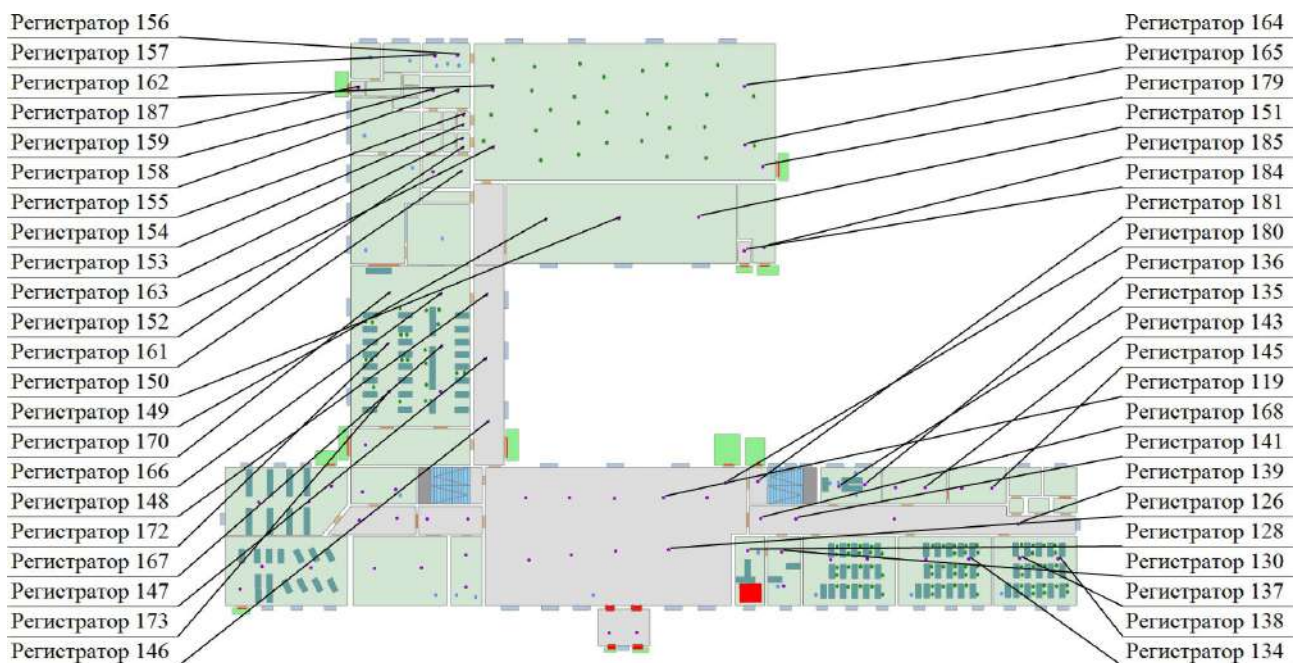 Регистратор 156
Регистратор 157
Регистратор 162
Регистратор 187
Регистратор 159
Регистратор 158
Регистратор 155
Регистратор 154
Регистратор 153
Регистратор 163
Регистратор 152
Регистратор 161
Регистратор 150
Регистратор 149
Регистратор 170
Регистратор 166
Регистратор 148
Регистратор 172
Регистратор 167
Регистратор 147
Регистратор 173
Регистратор 146
Регистратор 164
Регистратор 165
Регистратор 179
Регистратор 151
Регистратор 185
Регистратор 184
Регистратор 181
Регистратор 180
Регистратор 136
Регистратор 135
Регистратор 143
Регистратор 145
Регистратор 119
Регистратор 168
Регистратор 141
Регистратор 139
Регистратор 126
Регистратор 128
Регистратор 130
Регистратор 137
Регистратор 138
Регистратор 134